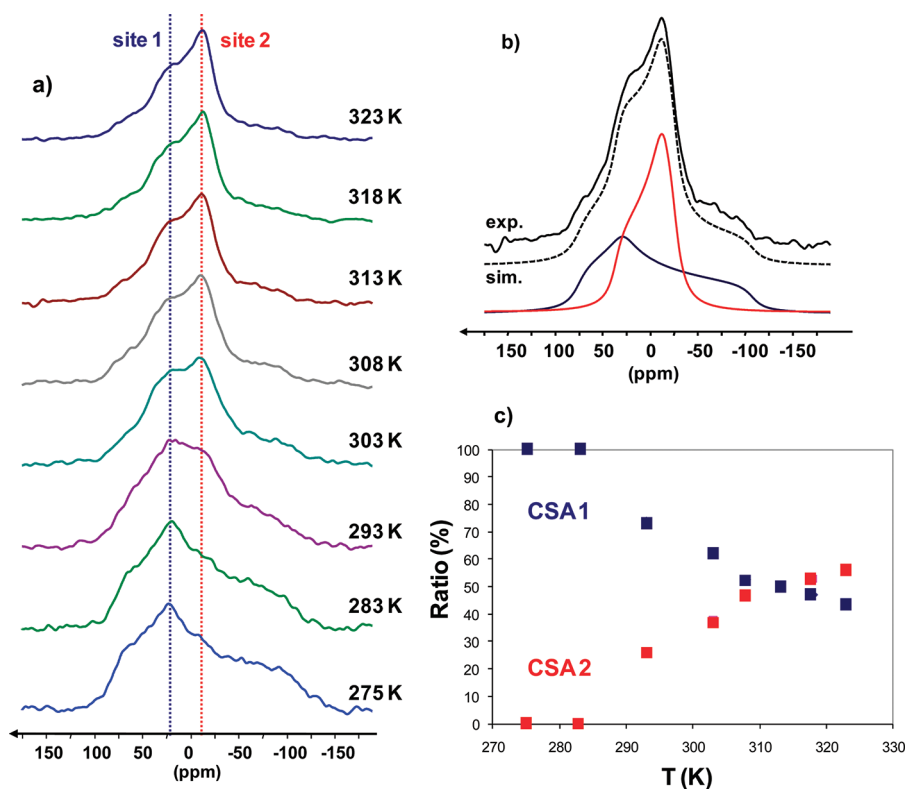 site 1
site 2
a)
323 K
318 K
313 K
308 K
303 K
293 K
283 K
275 K
150 100 50 0 -50 -100 -150
(ppm)
b)
exp.
sim.
150 100 50 0 -50 -100 -150
(ppm)
c)
100
90
80
70
60
50
40
30
20
10
0
CSA1
CSA 2
Ratio (%)
270 280 290 300 310 320 330
T (K)